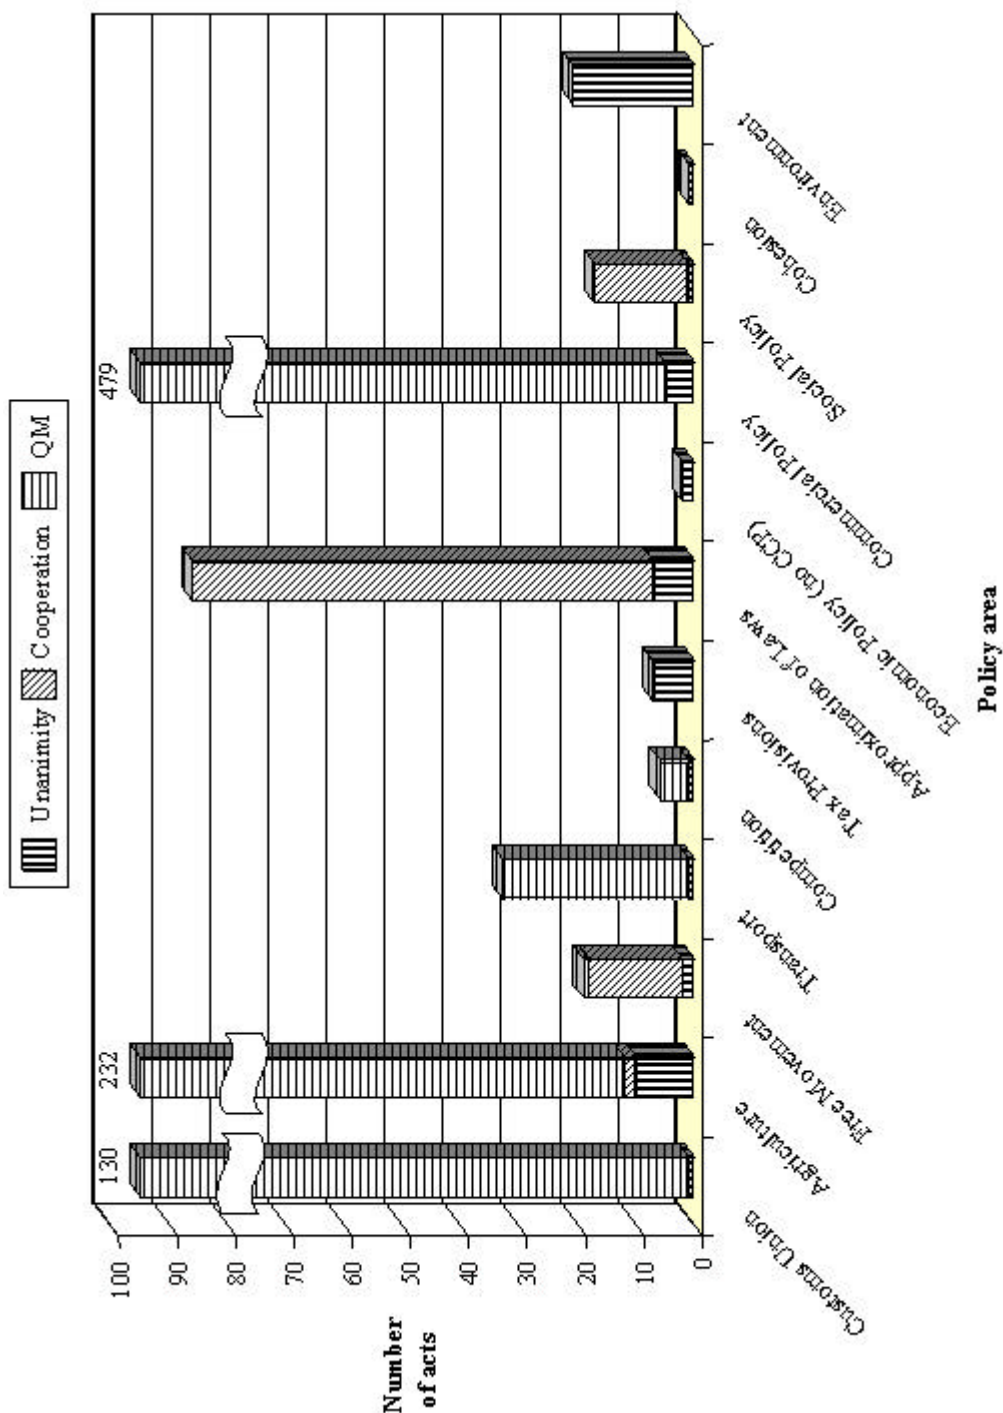 Unanimity Cooperation QM
130
232
479
100
90
80
70
60
50
40
30
20
10
0
Number
of acts
Customs Union
Agriculture
Free Movement
Transport
Competition
Tax Provisions
Approximation of Laws
Economic Policy (no CCP)
Commercial Policy
Social Policy
Cohesion
Environment
Policy area